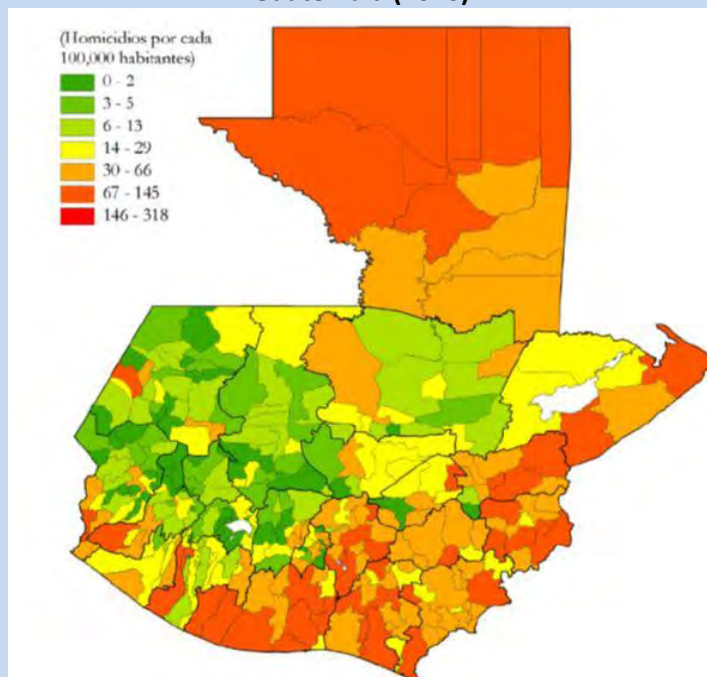 (Homicidios por cada
100,000 habitantes)
0 - 2
3 - 5
6 - 13
14 - 29
30 - 66
67 - 145
146 - 318